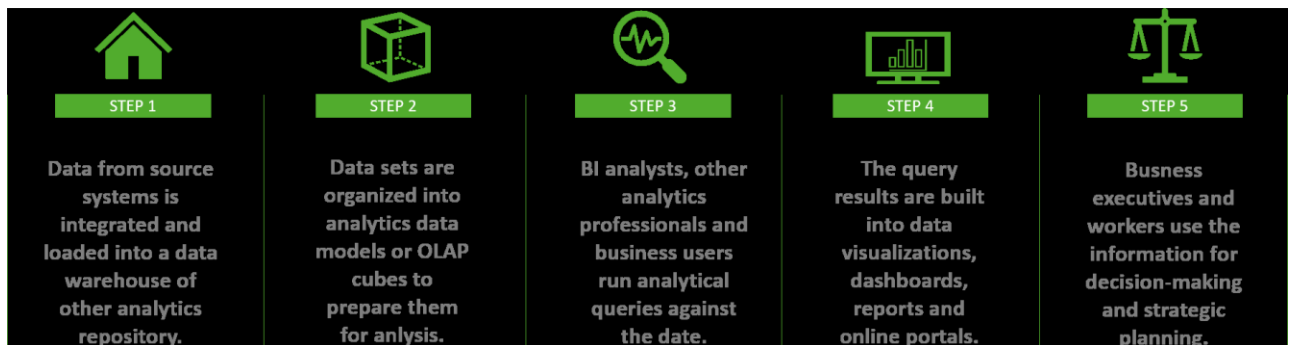 STEP 1
Data from source
systems is
integrated and
loaded into a data
warehouse of
other analytics
repository.
STEP 2
Data sets are
organized into
analytics data
models or OLAP
cubes to
prepare them
for anlysis.
STEP 3
BI analysts, other
analytics
professionals and
business users
run analytical
queries against
the date.
STEP 4
The query
results are built
into data
visualizations,
dashboards,
reports and
online portals.
STEP 5
Busness
executives and
workers use the
information for
decision-making
and strategic
planning.